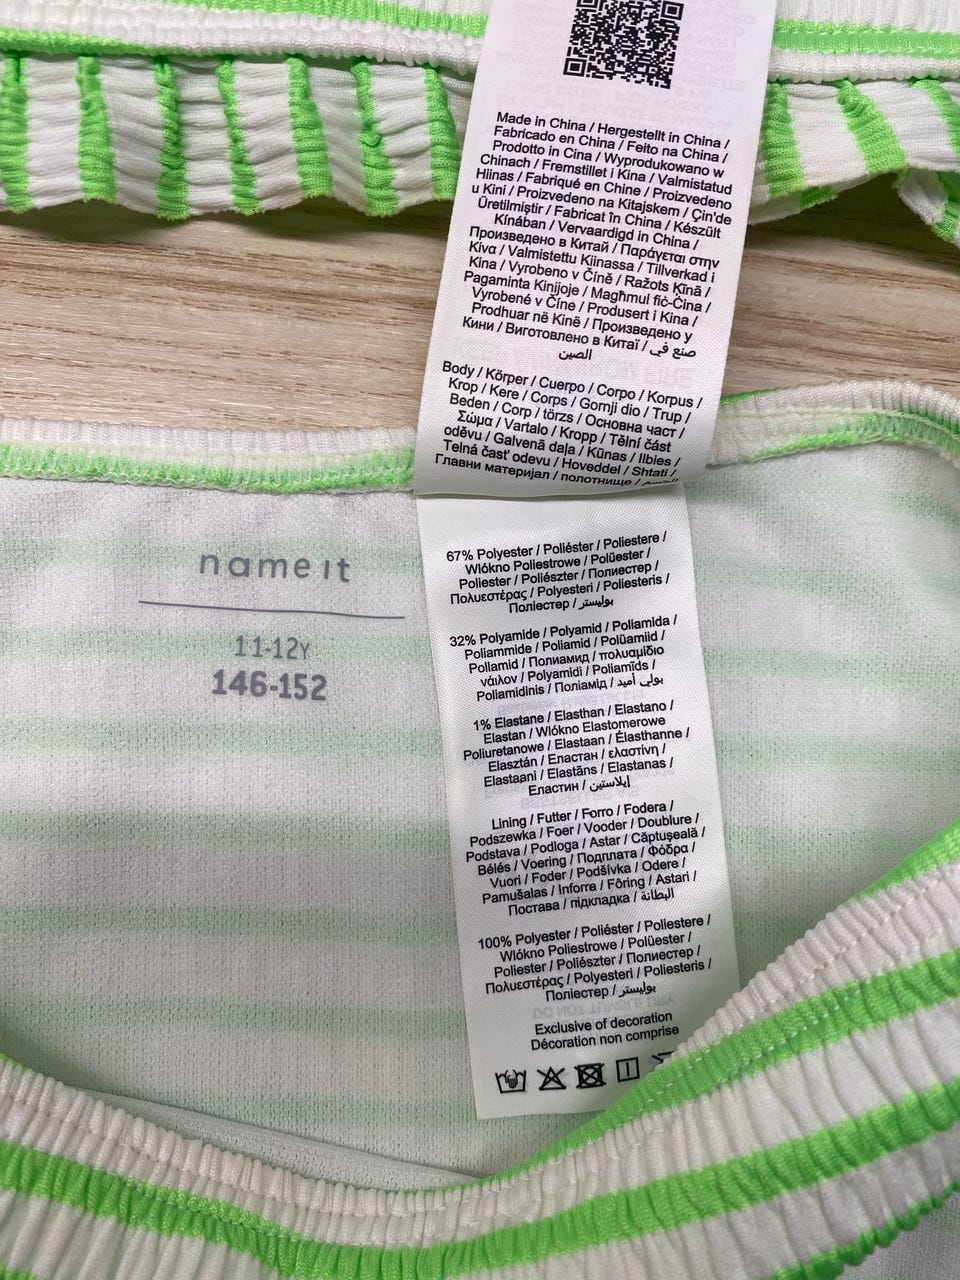 Made in China / Hergestellt in China /
Fabricado en China / Feito na China /
Prodotto in Cina / Wyprodukowano w
Chinach / Fremstillet i Kina / Valmistatud
Hiinas / Fabriqué en Chine / Proizvedeno
u Kini / Proizvedeno na Kitajskem / Çin'de
Üretilmiştir / Fabricat în China / Készült
Kínában / Vervaardigd in China /
Произведено в Китай / Παράγεται στην
Κίνα / Valmistettu Kiinassa / Tillverkad i
Kina / Vyrobeno v Číně / Ražots Ķīnā /
Pagaminta Kinijoje / Magħmul fiċ-Ċina /
Vyrobené v Číne / Produsert i Kina /
Prodhuar në Kinë / Произведено у
Кини / Виготовлено в Китаї / صنع في
الصين
Body / Körper / Cuerpo / Corpo / Korpus /
Krop / Kere / Corps / Gornji dio / Trup /
Beden / Corp / törzs / Основна част /
Σώμα / Vartalo / Kropp / Tělní část
oděvu / Galvenā daļa / Kūnas / Ilbies /
Telná časť odevu / Hoveddel / Shtati /
Главни материјал / полотнище / الجسم
name it
11-12Y
146-152
67% Polyester / Poliéster / Poliestere /
Wlókno Poliestrowe / Polüester /
Poliester / Poliészter / Полиестер /
Πολυεστέρας / Polyesteri / Poliesteris /
Поліестер / بوليستر
32% Polyamide / Polyamid / Poliamida /
Poliammide / Poliamid / Polüamiid /
Poliamid / Полиамид / πολυαμίδιο
νάιλον / Polyamidi / Poliamīds /
Poliamidinis / Поліамід / بولي أميد
1% Elastane / Elasthan / Elastano /
Elastan / Wlókno Elastomerowe
Poliuretanowe / Elastaan / Élasthanne /
Elasztán / Еластан / ελαστίνη /
Elastaani / Elastāns / Elastanas /
Еластин / إيلاستين
Lining / Futter / Forro / Fodera /
Podszewka / Foer / Vooder / Doublure /
Podstava / Podloga / Astar / Căptușeală /
Bélés / Voering / Подплата / Φόδρα /
Vuori / Foder / Podšívka / Odere /
Pamušalas / Inforra / Fôring / Astari /
Постава / підкладка / البطانة
100% Polyester / Poliéster / Poliestere /
Wlókno Poliestrowe / Polüester /
Poliester / Poliészter / Полиестер /
Πολυεστέρας / Polyesteri / Poliesteris /
Поліестер / بوليستر
Exclusive of decoration
Décoration non comprise